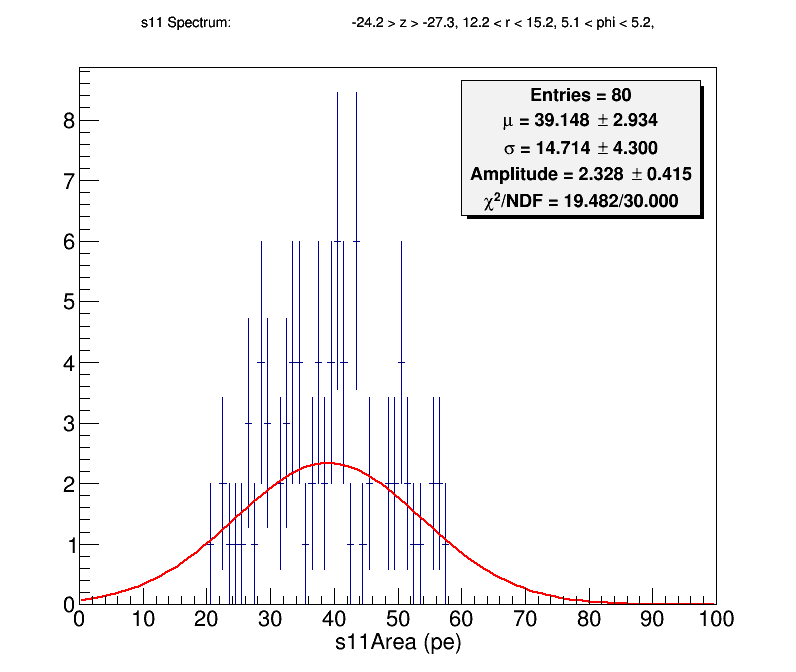 s11 Spectrum: -24.2 > z > -27.3, 12.2 < r < 15.2, 5.1 < phi < 5.2,
Entries = 80
μ = 39.148 ± 2.934
σ = 14.714 ± 4.300
Amplitude = 2.328 ± 0.415
χ²/NDF = 19.482/30.000
8
7
6
5
4
3
2
1
0
0 10 20 30 40 50 60 70 80 90 100
s11Area (pe)